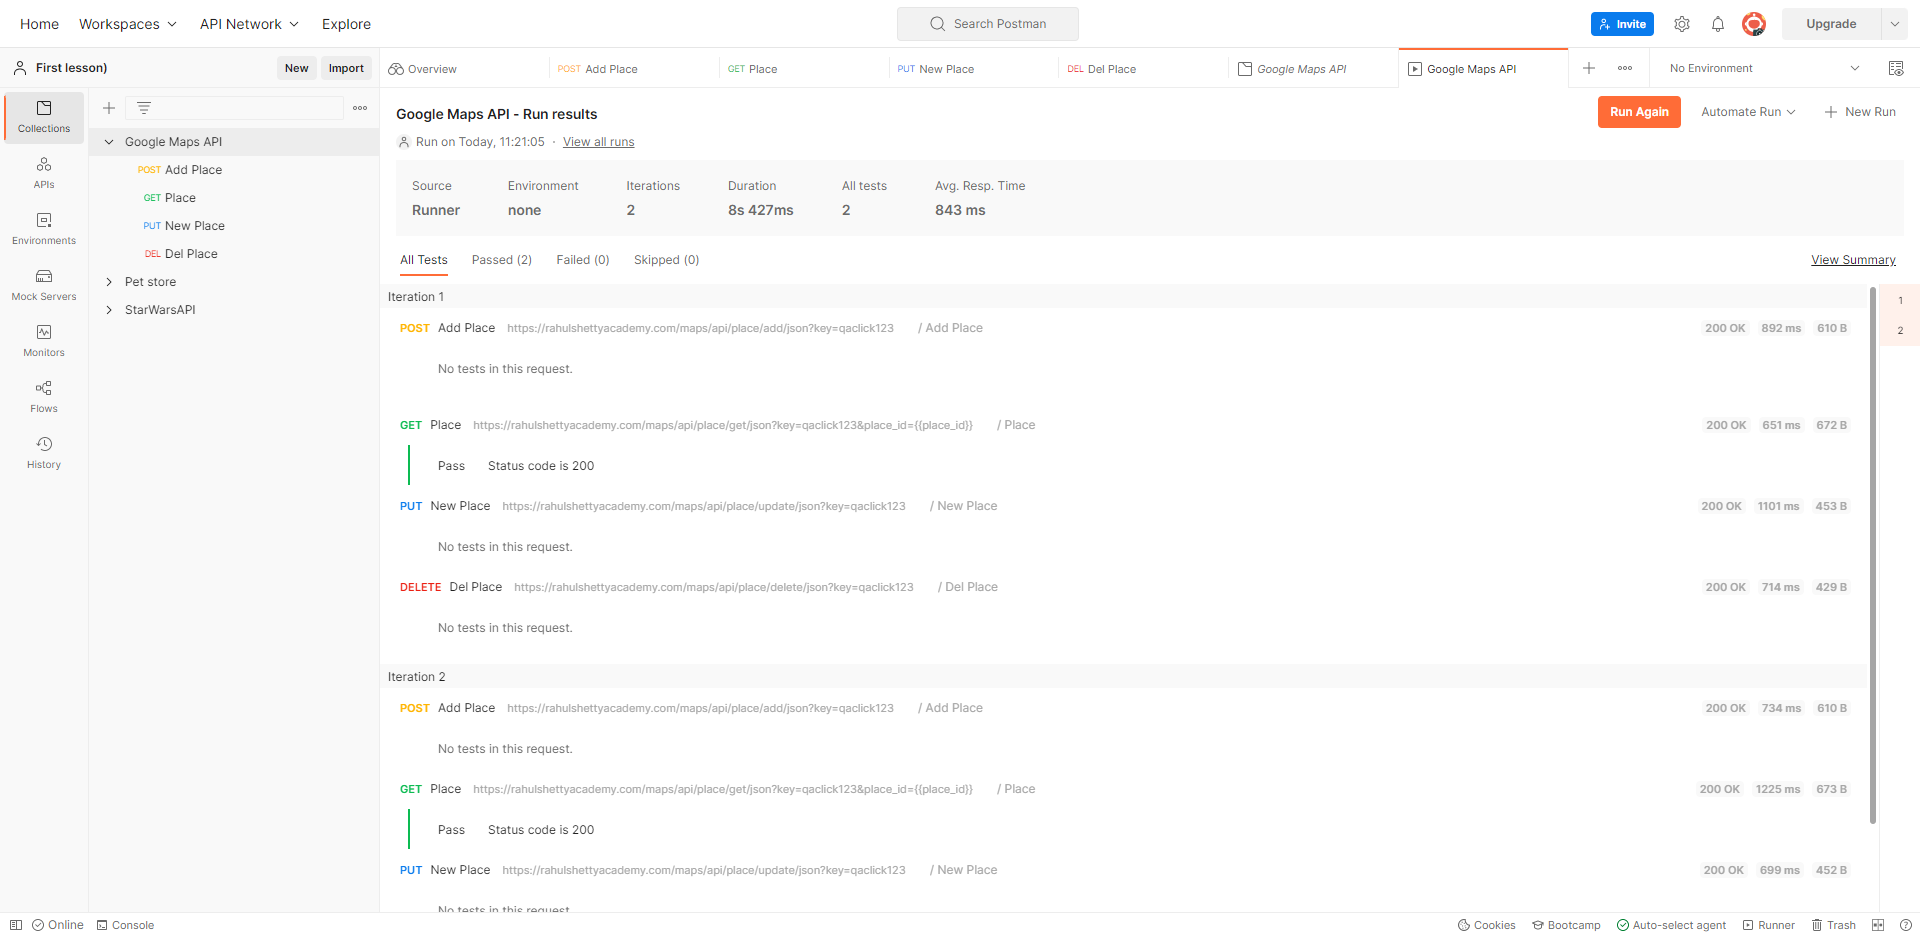 Home Workspaces API Network Explore Search Postman Invite Upgrade
First lesson) New Import Overview POST Add Place GET Place PUT New Place DEL Del Place Google Maps API Google Maps API No Environment
Collections
APIs
Environments
Mock Servers
Monitors
Flows
History
Google Maps API
POST Add Place
GET Place
PUT New Place
DEL Del Place
Pet store
StarWarsAPI
Google Maps API - Run results
Run Again Automate Run New Run
Run on Today, 11:21:05 · View all runs
Source Environment Iterations Duration All tests Avg. Resp. Time
Runner none 2 8s 427ms 2 843 ms
All Tests Passed (2) Failed (0) Skipped (0) View Summary
Iteration 1
1
2
POST Add Place https://rahulshettyacademy.com/maps/api/place/add/json?key=qaclick123 / Add Place 200 OK 892 ms 610 B
No tests in this request.
GET Place https://rahulshettyacademy.com/maps/api/place/get/json?key=qaclick123&place_id={{place_id}} / Place 200 OK 651 ms 672 B
Pass Status code is 200
PUT New Place https://rahulshettyacademy.com/maps/api/place/update/json?key=qaclick123 / New Place 200 OK 1101 ms 453 B
No tests in this request.
DELETE Del Place https://rahulshettyacademy.com/maps/api/place/delete/json?key=qaclick123 / Del Place 200 OK 714 ms 429 B
No tests in this request.
Iteration 2
POST Add Place https://rahulshettyacademy.com/maps/api/place/add/json?key=qaclick123 / Add Place 200 OK 734 ms 610 B
No tests in this request.
GET Place https://rahulshettyacademy.com/maps/api/place/get/json?key=qaclick123&place_id={{place_id}} / Place 200 OK 1225 ms 673 B
Pass Status code is 200
PUT New Place https://rahulshettyacademy.com/maps/api/place/update/json?key=qaclick123 / New Place 200 OK 699 ms 452 B
No tests in this request.
Online Console Cookies Bootcamp Auto-select agent Runner Trash